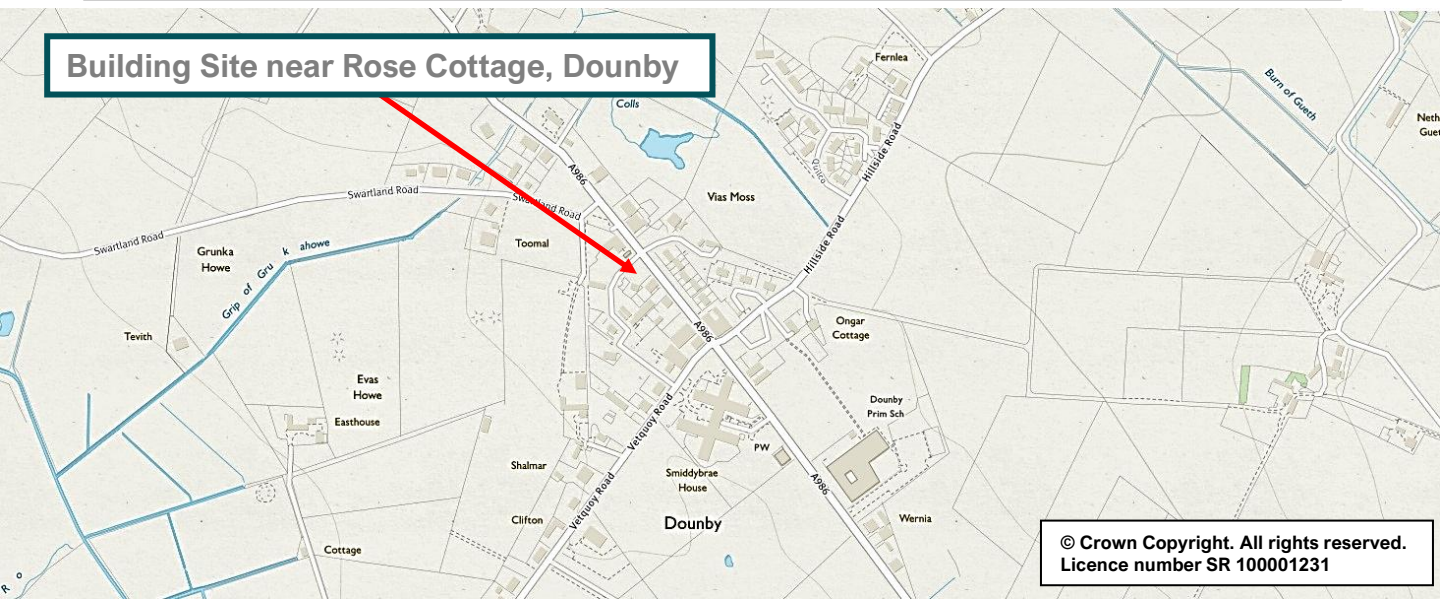 Building Site near Rose Cottage, Dounby
Fernlea
Colls
Burn of Gueth
Neth
Guet
A986
Hillside Road
Quilco
Swartland Road
Swartland Road
Swartland Road
Vias Moss
Toomal
Grunka
Howe
Grip of Gru k ahowe
Hillside Road
Tevith
A986
Ongar
Cottage
Evas
Howe
Easthouse
Dounby
Prim Sch
Vetquoy Road
PW
Shalmar
Smiddybrae
House
A986
Vetquoy Road
Clifton
Dounby
Wernia
Cottage
R o
© Crown Copyright. All rights reserved.
Licence number SR 100001231